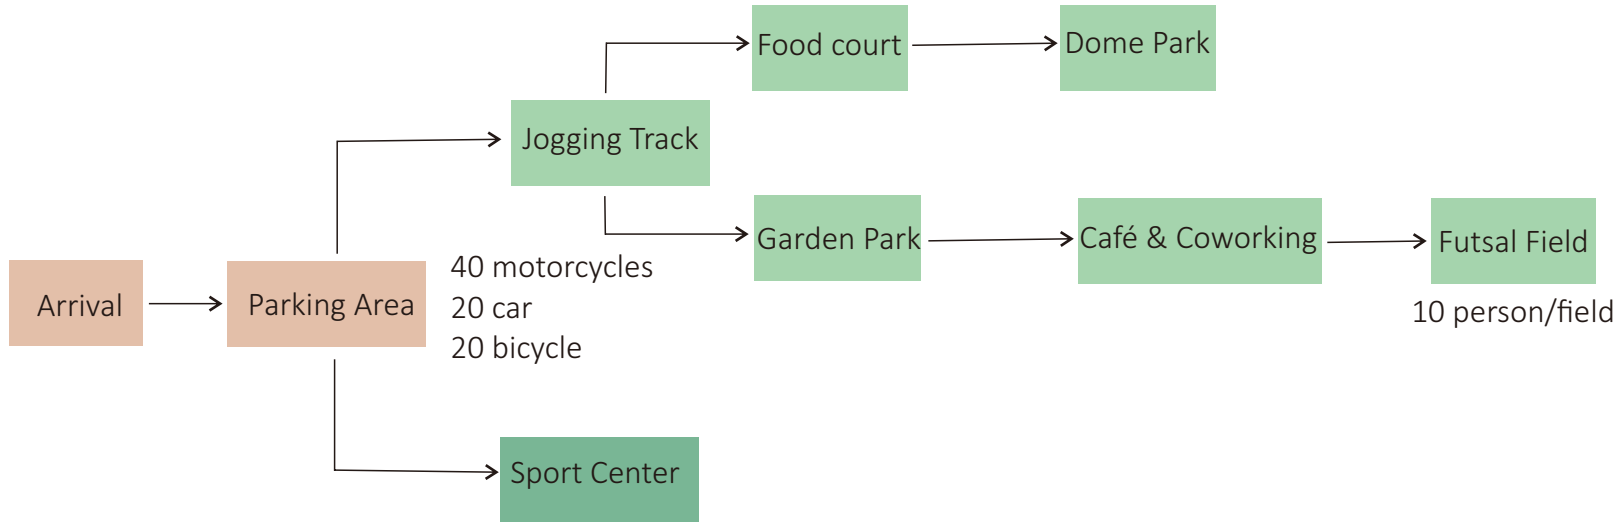 Food court
Dome Park
Jogging Track
Garden Park
Café & Coworking
Futsal Field
10 person/field
Arrival
Parking Area
40 motorcycles
20 car
20 bicycle
Sport Center